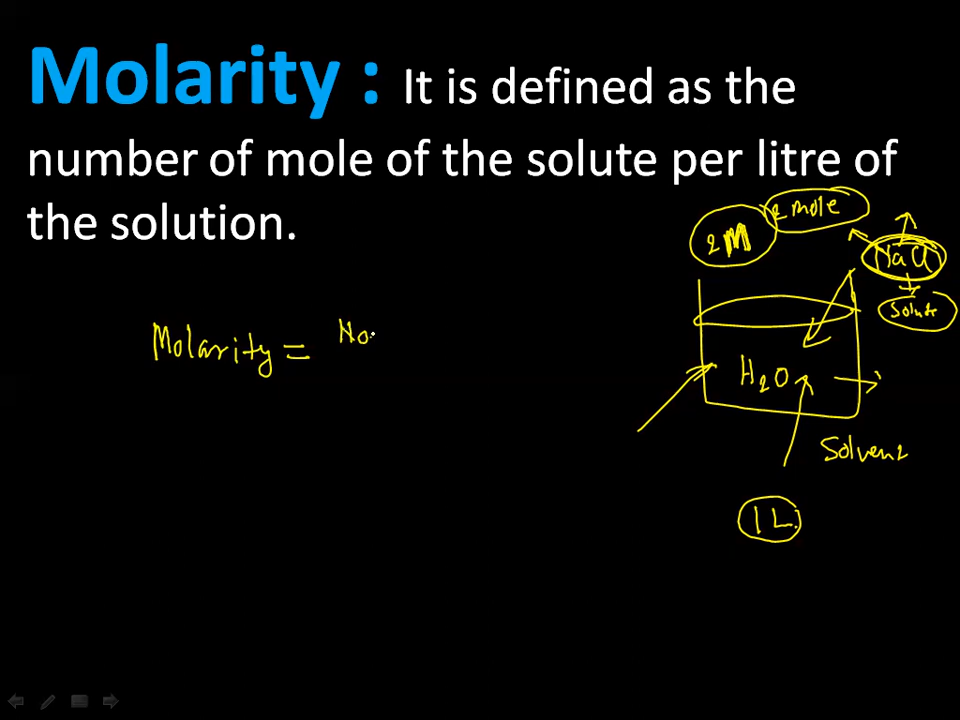 Molarity : It is defined as the
number of mole of the solute per litre of
the solution.
2 mole
2M
NaCl
Solute
Molarity = No.
H2O
Solvent
1L.